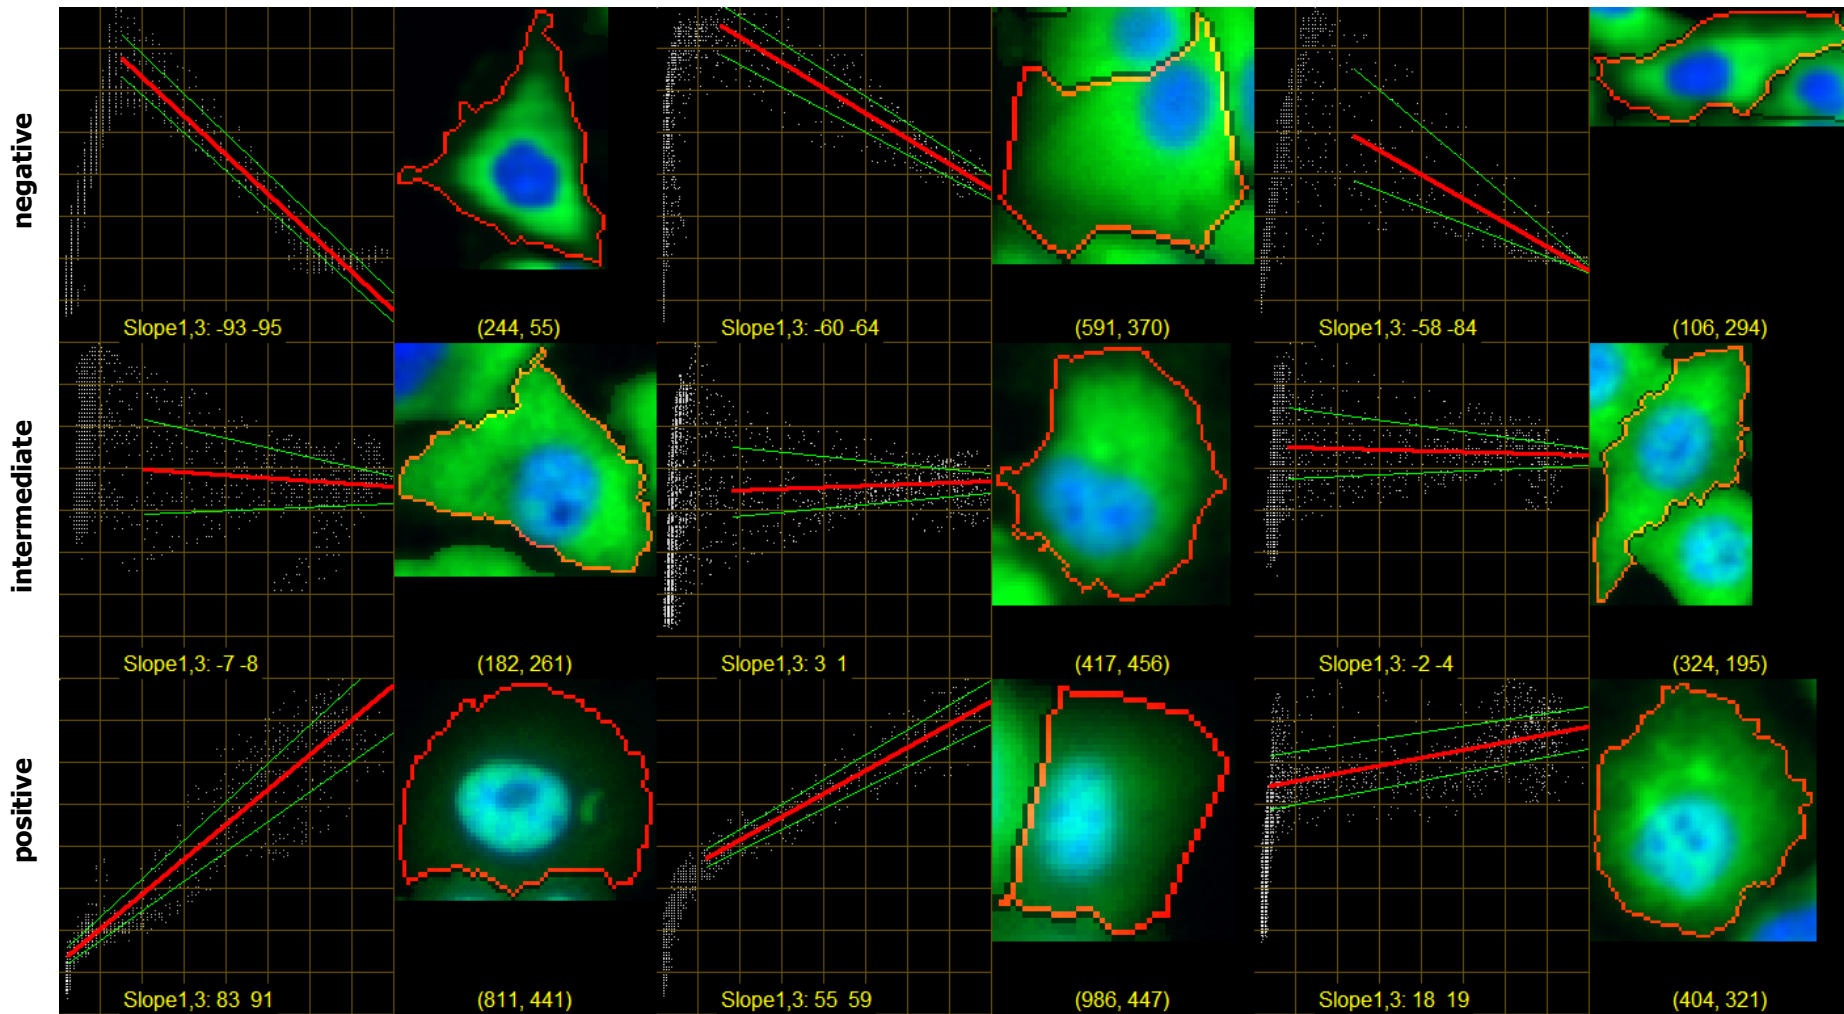 negative
Slope1,3: -93 -95
(244, 55)
Slope1,3: -60 -64
(591, 370)
Slope1,3: -58 -84
(106, 294)
intermediate
Slope1,3: -7 -8
(182, 261)
Slope1,3: 3 1
(417, 456)
Slope1,3: -2 -4
(324, 195)
positive
Slope1,3: 83 91
(811, 441)
Slope1,3: 55 59
(986, 447)
Slope1,3: 18 19
(404, 321)